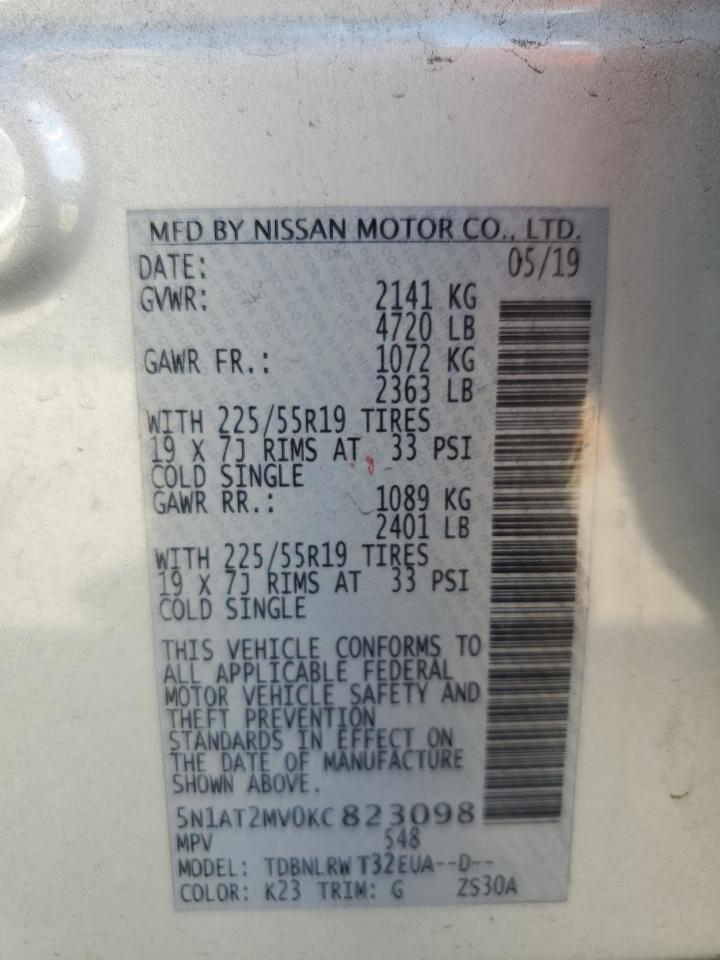 MFD BY NISSAN MOTOR CO., LTD.
DATE: 05/19
GVWR: 2141 KG
4720 LB
GAWR FR.: 1072 KG
2363 LB
WITH 225/55R19 TIRES
19 X 7J RIMS AT 33 PSI
COLD SINGLE
GAWR RR.: 1089 KG
2401 LB
WITH 225/55R19 TIRES
19 X 7J RIMS AT 33 PSI
COLD SINGLE
THIS VEHICLE CONFORMS TO
ALL APPLICABLE FEDERAL
MOTOR VEHICLE SAFETY AND
THEFT PREVENTION
STANDARDS IN EFFECT ON
THE DATE OF MANUFACTURE
SHOWN ABOVE.
5N1AT2MV0KC823098
MPV 548
MODEL: TDBNLRW T32EUA--D--
COLOR: K23 TRIM: G ZS30A